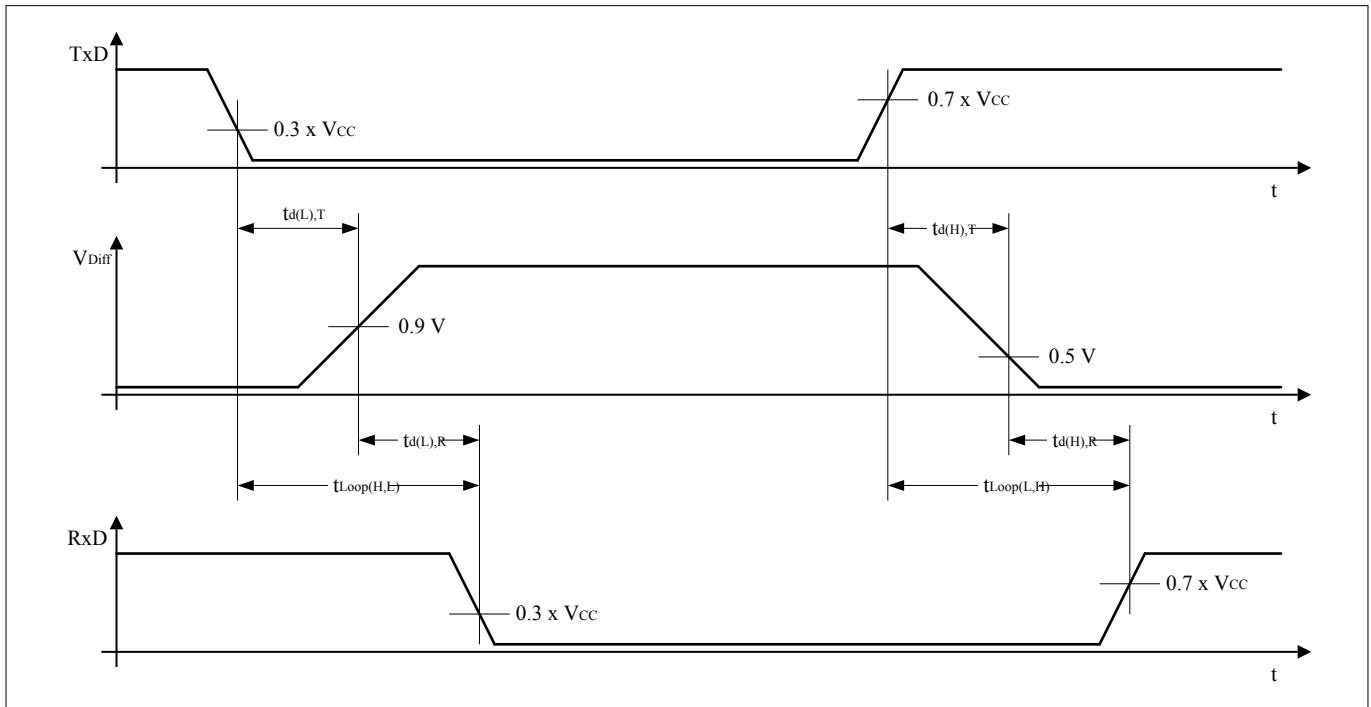 TxD
0.3 x VCC
0.7 x VCC
t
td(L),T
td(H),T
VDiff
0.9 V
0.5 V
t
td(L),R
td(H),R
tLoop(H,L)
tLoop(L,H)
RxD
0.3 x VCC
0.7 x VCC
t